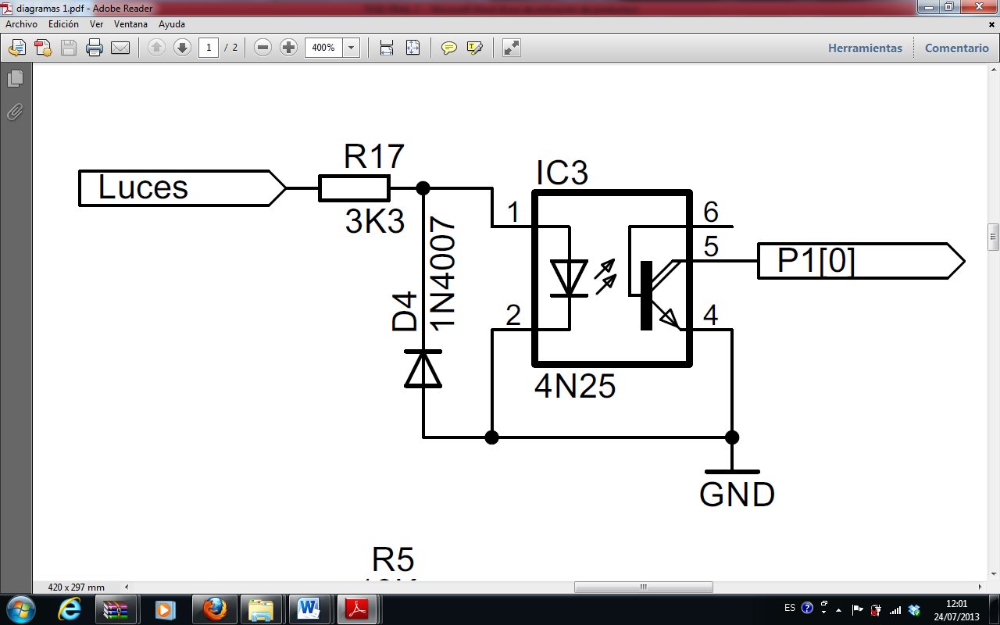 diagramas 1.pdf - Adobe Reader
Archivo Edición Ver Ventana Ayuda
1 / 2 400% Herramientas Comentario
R17
Luces
3K3
IC3
D4
1N4007
1
2
6
5
4
P1[0]
4N25
GND
R5
420 x 297 mm
ES
12:01
24/07/2013